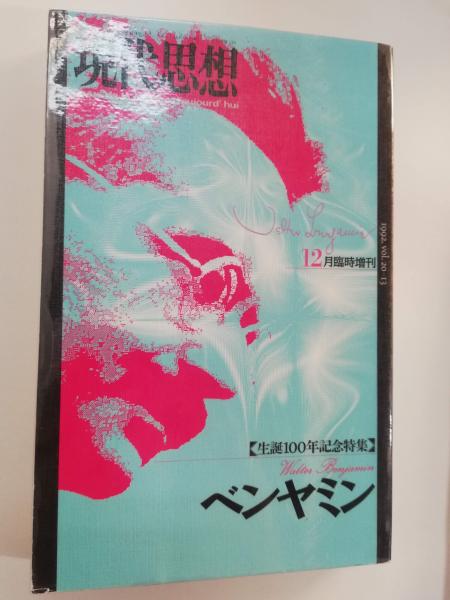 現代思想
aujourd' hui
1992. vol.20-13
12月臨時増刊
【生誕100年記念特集】
Walter Benjamin
ベンヤミン